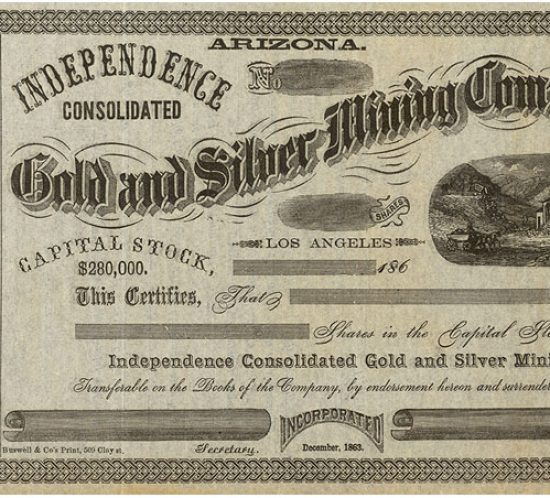 ARIZONA.
INDEPENDENCE
CONSOLIDATED
No
Gold and Silver Mining Com
SHARES
CAPITAL STOCK,
$280,000.
LOS ANGELES
186
This Certifies, That
Shares in the Capital Sto
Independence Consolidated Gold and Silver Mini
Transferable on the Books of the Company, by endorsement hereon and surrender
INCORPORATED
December, 1863.
Buswell & Co's Print, 509 Clay st.
Secretary.